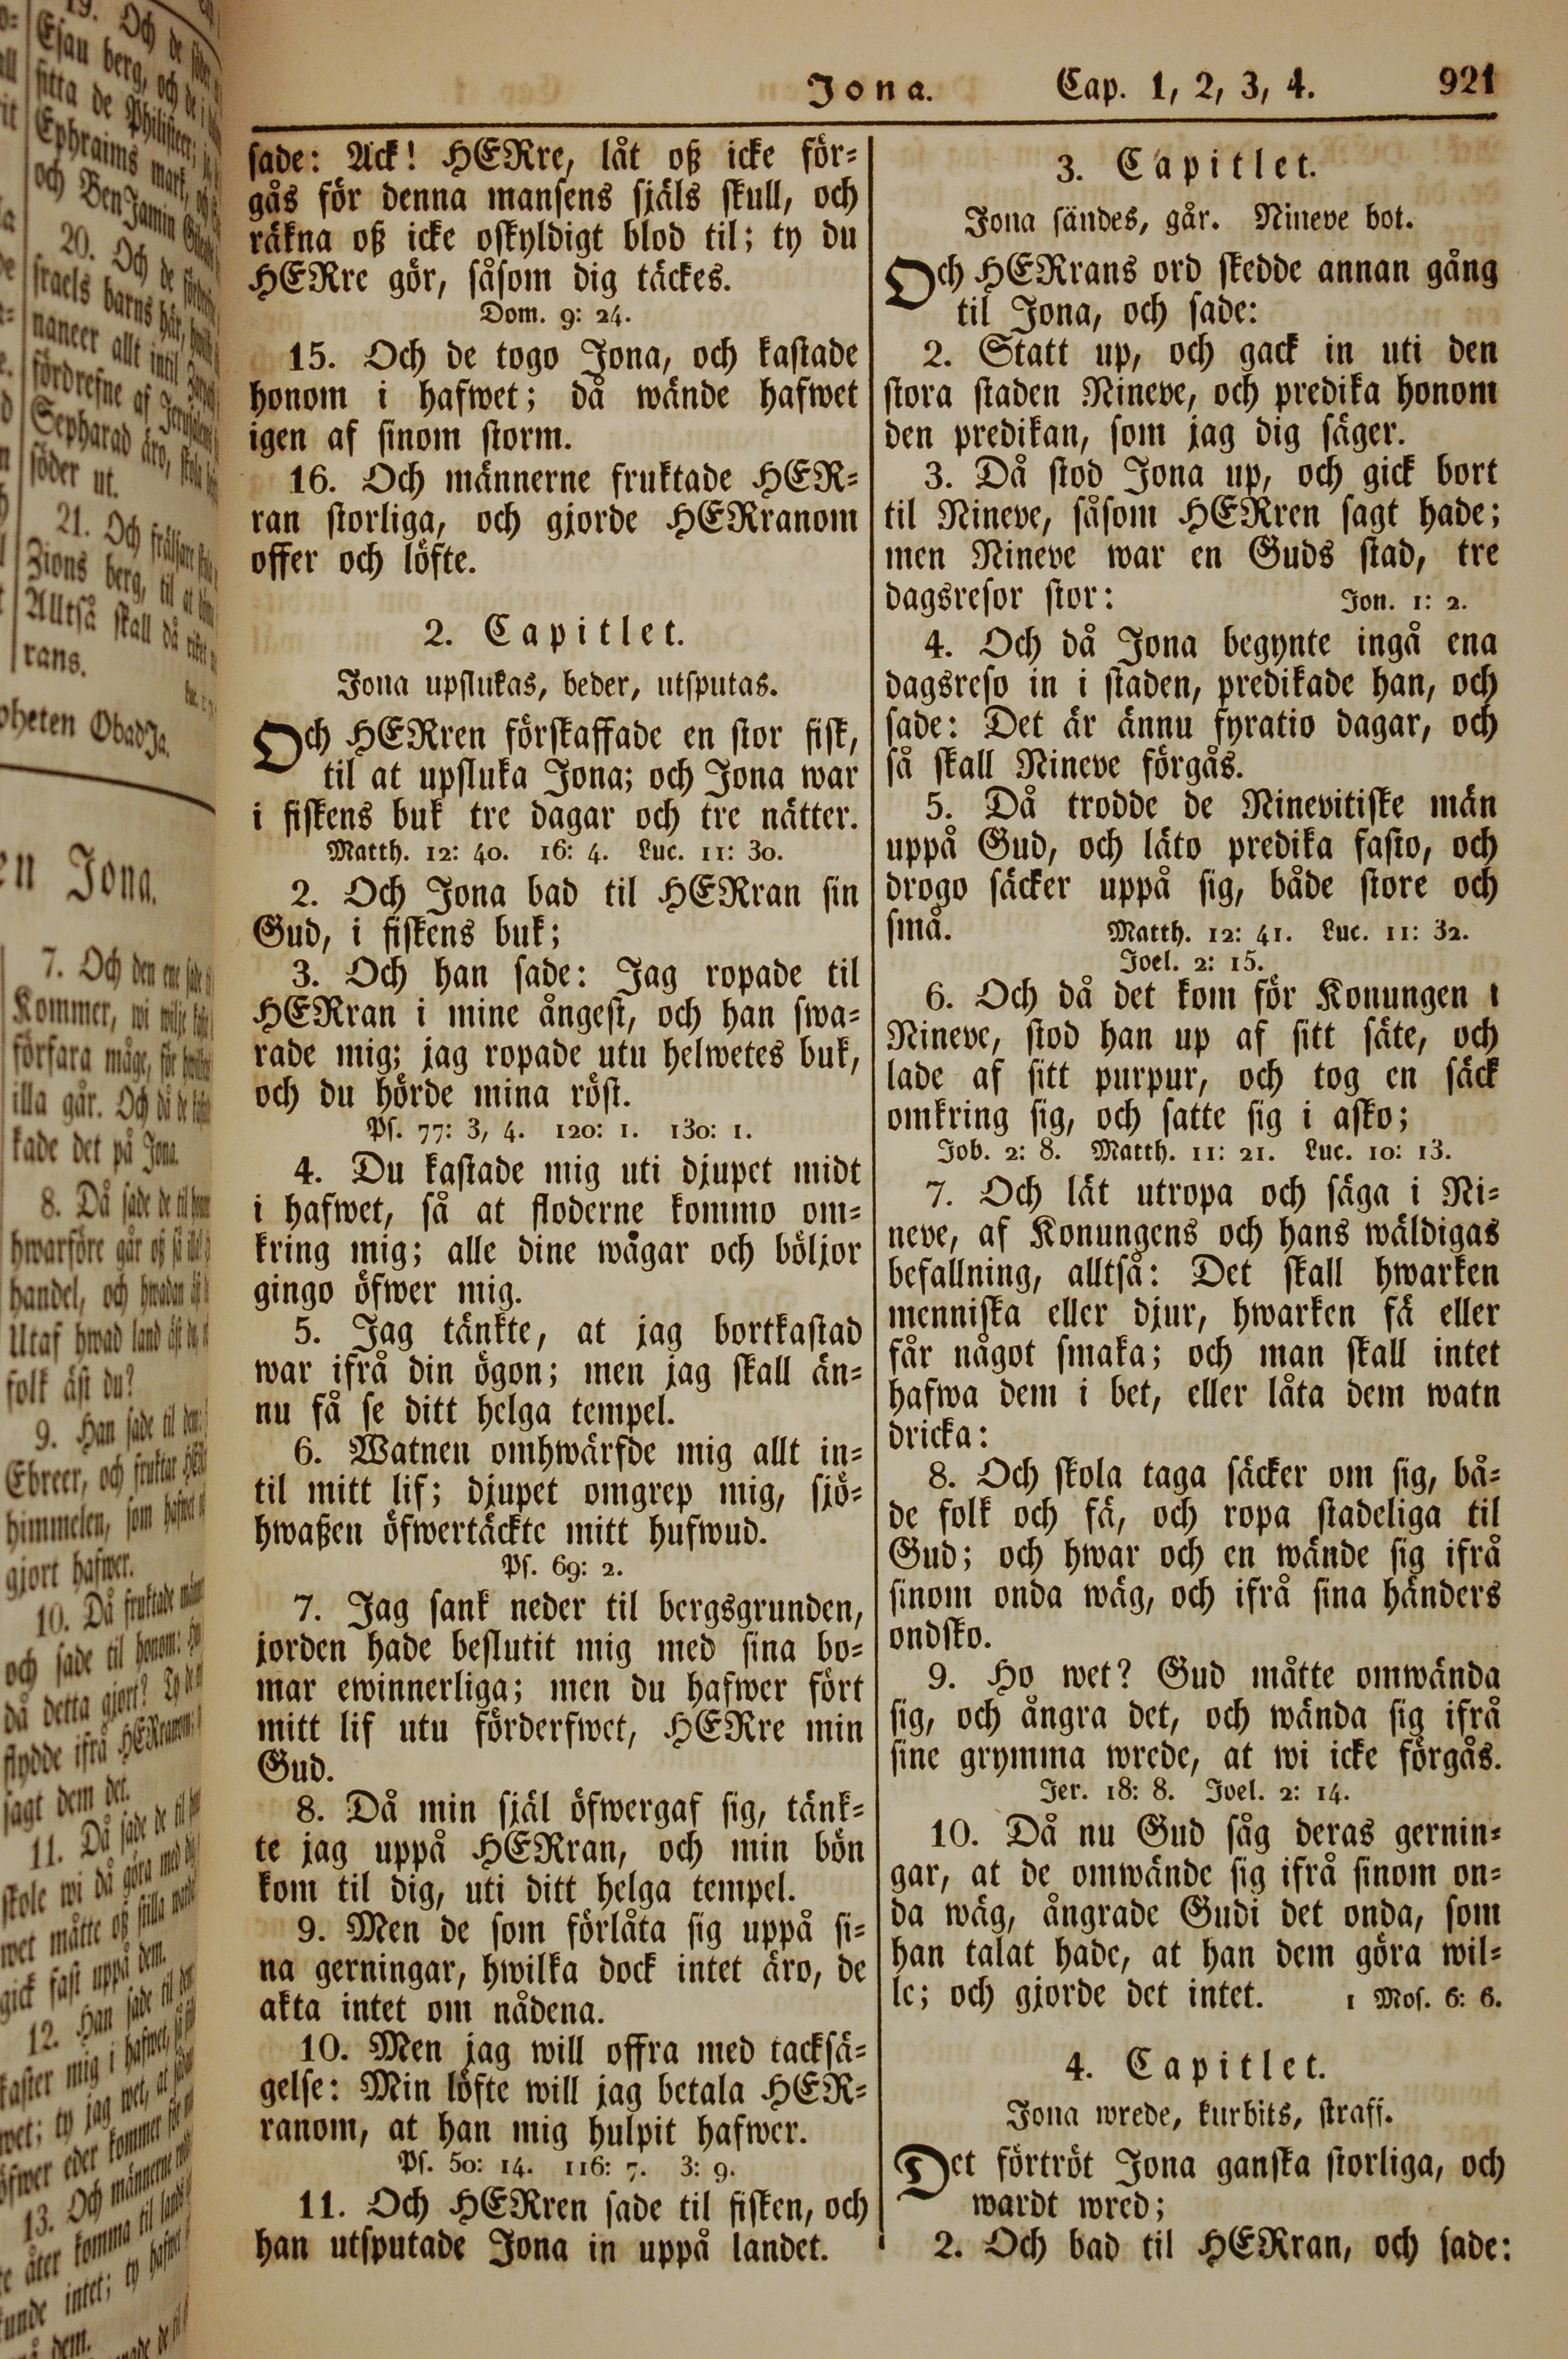 Jona. Cap. 1, 2, 3, 4. 921
sade: Ack! HERre, låt oß icke för-
gås för denna mansens själs skull, och
räkna oß icke oskyldigt blod til; ty du
HERre gör, såsom dig täckes.
Dom. 9: 24.
15. Och de togo Jona, och kastade
honom i hafwet; då wände hafwet
igen af sinom storm.
16. Och männerne fruktade HER-
ran storliga, och gjorde HERranom
offer och löfte.
2. Capitlet.
Jona upslukas, beder, utsputas.
Och HERren förskaffade en stor fisk,
til at upsluka Jona; och Jona war
i fiskens buk tre dagar och tre nätter.
Matth. 12: 40. 16: 4. Luc. 11: 30.
2. Och Jona bad til HERran sin
Gud, i fiskens buk;
3. Och han sade: Jag ropade til
HERran i mine ångest, och han swa-
rade mig; jag ropade utu helwetes buk,
och du hörde mina röst.
Ps. 77: 3, 4. 120: 1. 130: 1.
4. Du kastade mig uti djupet midt
i hafwet, så at floderne kommo om-
kring mig; alle dine wågar och böljor
gingo öfwer mig.
5. Jag tänkte, at jag bortkastad
war ifrå din ögon; men jag skall än-
nu få se ditt helga tempel.
6. Watnen omhwärfde mig allt in-
til mitt lif; djupet omgrep mig, sjö-
hwaßen öfwertäckte mitt hufwud.
Ps. 69: 2.
7. Jag sank neder til bergsgrunden,
jorden hade beslutit mig med sina bo-
mar ewinnerliga; men du hafwer fört
mitt lif utu förderfwet, HERre min
Gud.
8. Då min själ öfwergaf sig, tänk-
te jag uppå HERran, och min bön
kom til dig, uti ditt helga tempel.
9. Men de som förlåta sig uppå si-
na gerningar, hwilka dock intet äro, de
akta intet om nådena.
10. Men jag will offra med tacksä-
gelse: Min löfte will jag betala HER-
ranom, at han mig hulpit hafwer.
Ps. 50: 14. 116: 7. 3: 9.
11. Och HERren sade til fisken, och
han utsputade Jona in uppå landet.
3. Capitlet.
Jona sändes, går. Nineve bot.
Och HERrans ord skedde annan gång
til Jona, och sade:
2. Statt up, och gack in uti den
stora staden Nineve, och predika honom
den predikan, som jag dig säger.
3. Då stod Jona up, och gick bort
til Nineve, såsom HERren sagt hade;
men Nineve war en Guds stad, tre
dagsresor stor: Jon. 1: 2.
4. Och då Jona begynte ingå ena
dagsreso in i staden, predikade han, och
sade: Det är ännu fyratio dagar, och
så skall Nineve förgås.
5. Då trodde de Ninevitiske män
uppå Gud, och läto predika fasto, och
drogo säcker uppå sig, både store och
små. Matth. 12: 41. Luc. 11: 32.
Joel. 2: 15.
6. Och då det kom för Konungen i
Nineve, stod han up af sitt säte, och
lade af sitt purpur, och tog en säck
omkring sig, och satte sig i asko;
Job. 2: 8. Matth. 11: 21. Luc. 10: 13.
7. Och lät utropa och säga i Ni-
neve, af Konungens och hans wäldigas
befallning, alltså: Det skall hwarken
menniska eller djur, hwarken fä eller
får något smaka; och man skall intet
hafwa dem i bet, eller låta dem watn
dricka:
8. Och skola taga säcker om sig, bå-
de folk och fä, och ropa stadeliga til
Gud; och hwar och en wände sig ifrå
sinom onda wäg, och ifrå sina händers
ondsko.
9. Ho wet? Gud måtte omwända
sig, och ångra det, och wända sig ifrå
sine grymma wrede, at wi icke förgås.
Jer. 18: 8. Joel. 2: 14.
10. Då nu Gud såg deras gernin-
gar, at de omwände sig ifrå sinom on-
da wäg, ångrade Gudi det onda, som
han talat hade, at han dem göra wil-
le; och gjorde det intet. 1 Mos. 6: 6.
4. Capitlet.
Jona wrede, kurbits, straff.
Det förtröt Jona ganska storliga, och
wardt wred;
2. Och bad til HERran, och sade: